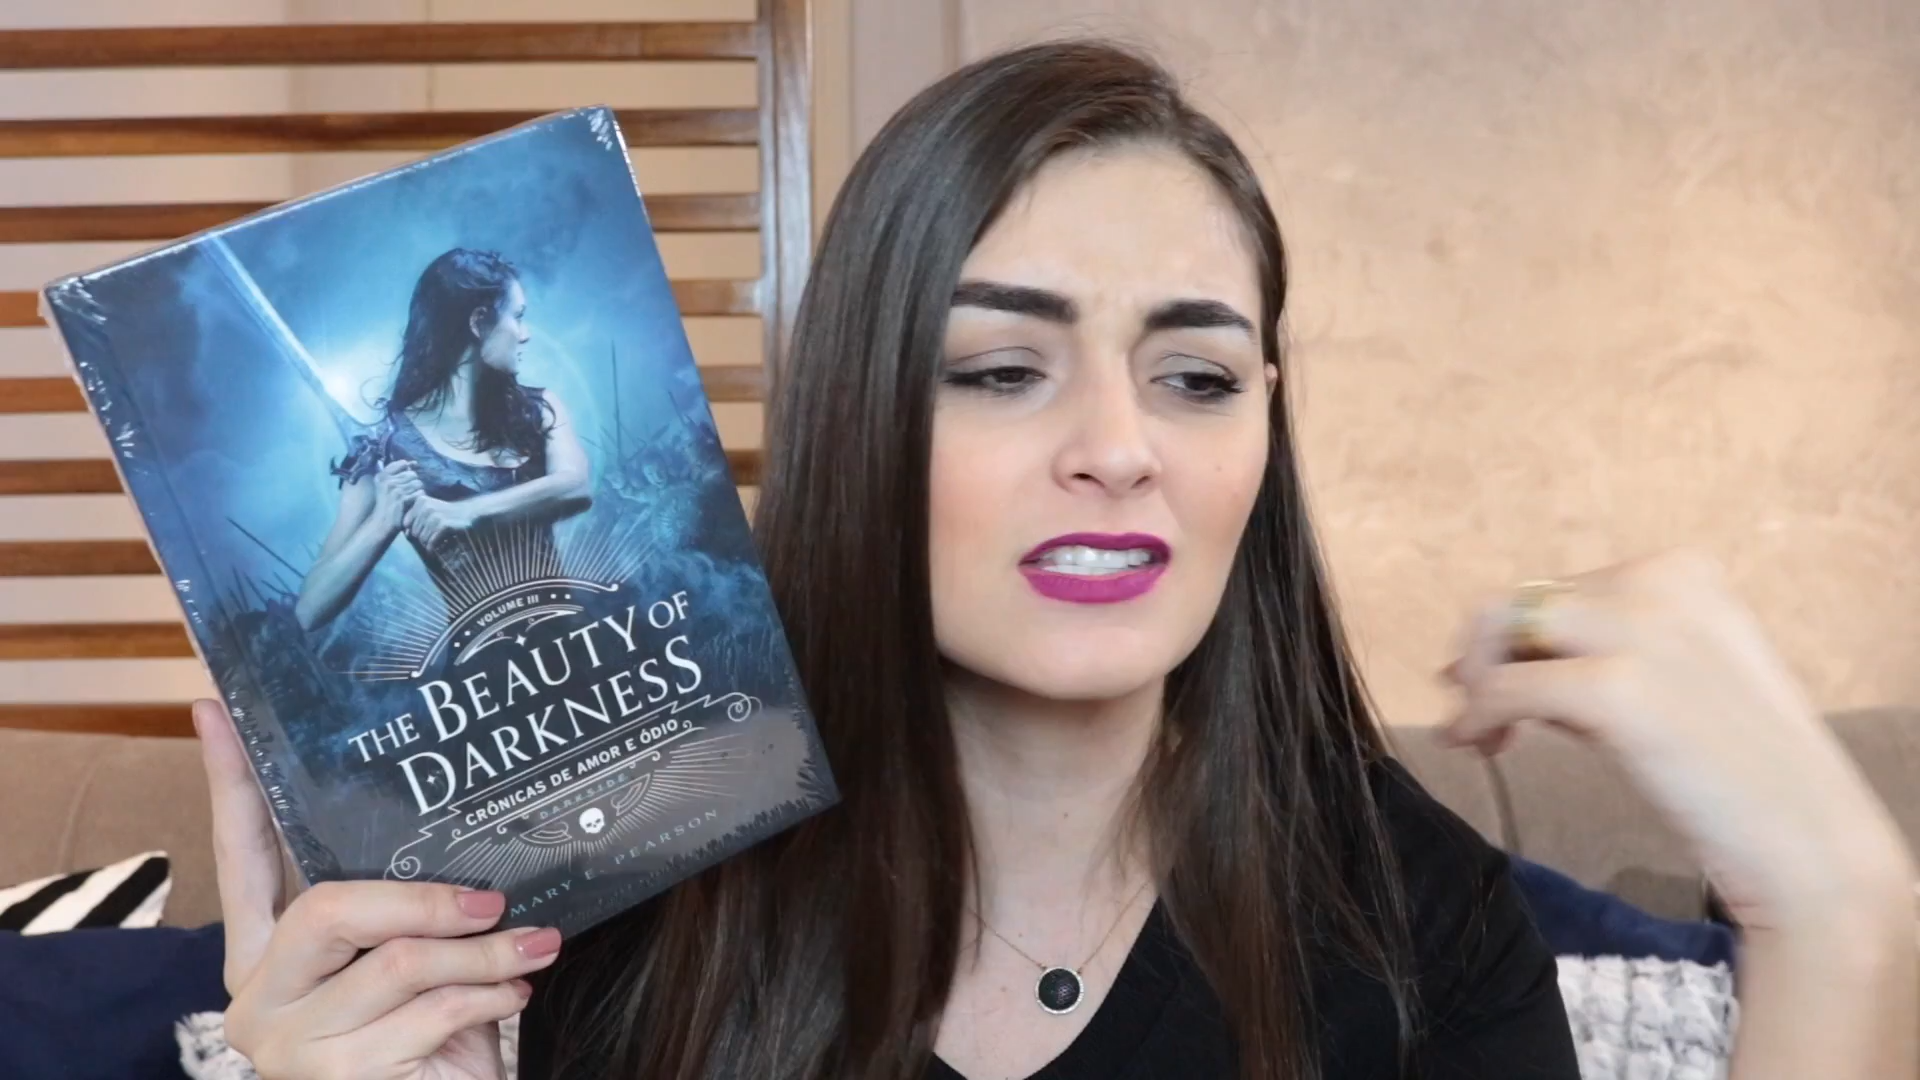 VOLUME III
THE BEAUTY OF
DARKNESS
CRÔNICAS DE AMOR E ÓDIO
DARKSIDE
MARY E. PEARSON